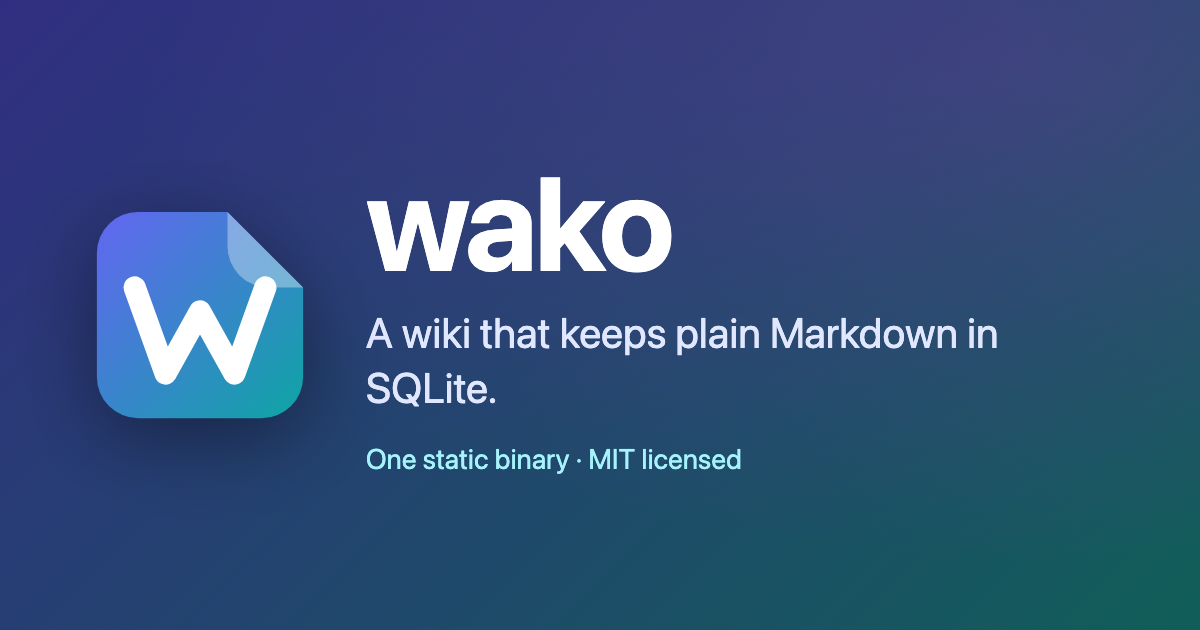 W
wako
A wiki that keeps plain Markdown in
SQLite.
One static binary · MIT licensed